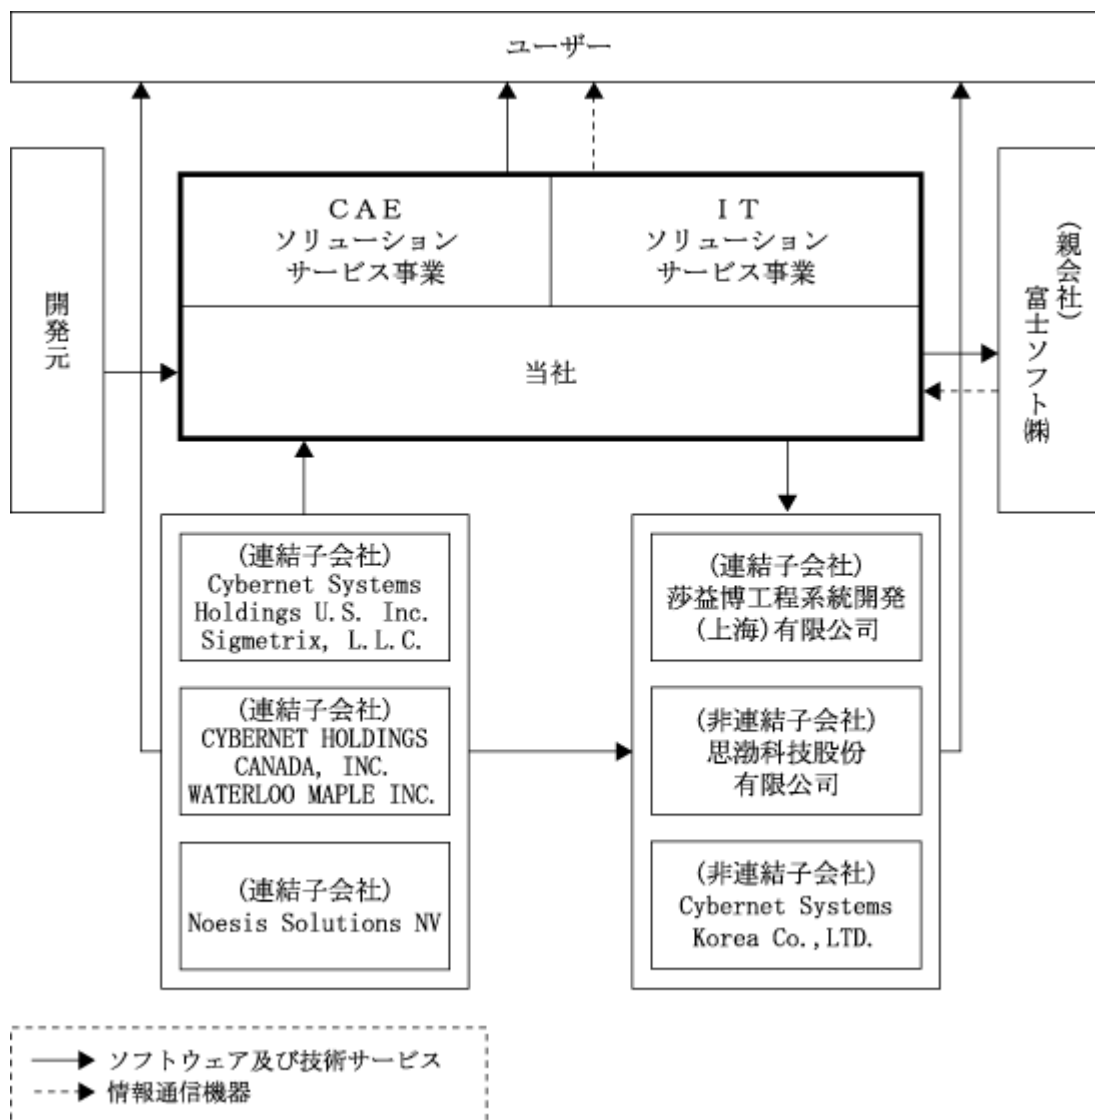 ユーザー
CAE
ソリューション
サービス事業
IT
ソリューション
サービス事業
開発元
当社
(親会社)
富士ソフト㈱
(連結子会社)
Cybernet Systems
Holdings U.S. Inc.
Sigmetrix, L.L.C.
(連結子会社)
CYBERNET HOLDINGS
CANADA, INC.
WATERLOO MAPLE INC.
(連結子会社)
Noesis Solutions NV
(連結子会社)
莎益博工程系統開発
(上海)有限公司
(非連結子会社)
思渤科技股份
有限公司
(非連結子会社)
Cybernet Systems
Korea Co.,LTD.
ソフトウェア及び技術サービス
情報通信機器